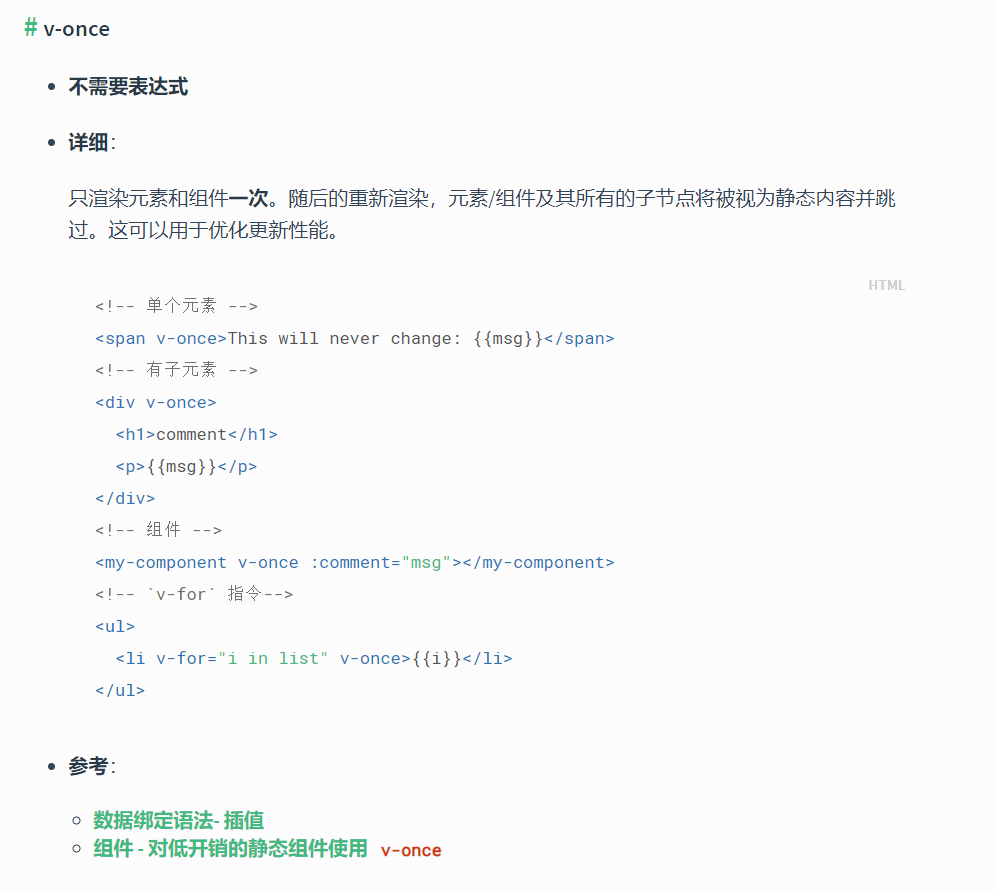 # v-once
不需要表达式
详细：
只渲染元素和组件一次。随后的重新渲染，元素/组件及其所有的子节点将被视为静态内容并跳
过。这可以用于优化更新性能。
HTML
<!-- 单个元素 -->
<span v-once>This will never change: {{msg}}</span>
<!-- 有子元素 -->
<div v-once>
  <h1>comment</h1>
  <p>{{msg}}</p>
</div>
<!-- 组件 -->
<my-component v-once :comment="msg"></my-component>
<!-- `v-for` 指令-->
<ul>
  <li v-for="i in list" v-once>{{i}}</li>
</ul>
参考：
数据绑定语法- 插值
组件 - 对低开销的静态组件使用 v-once